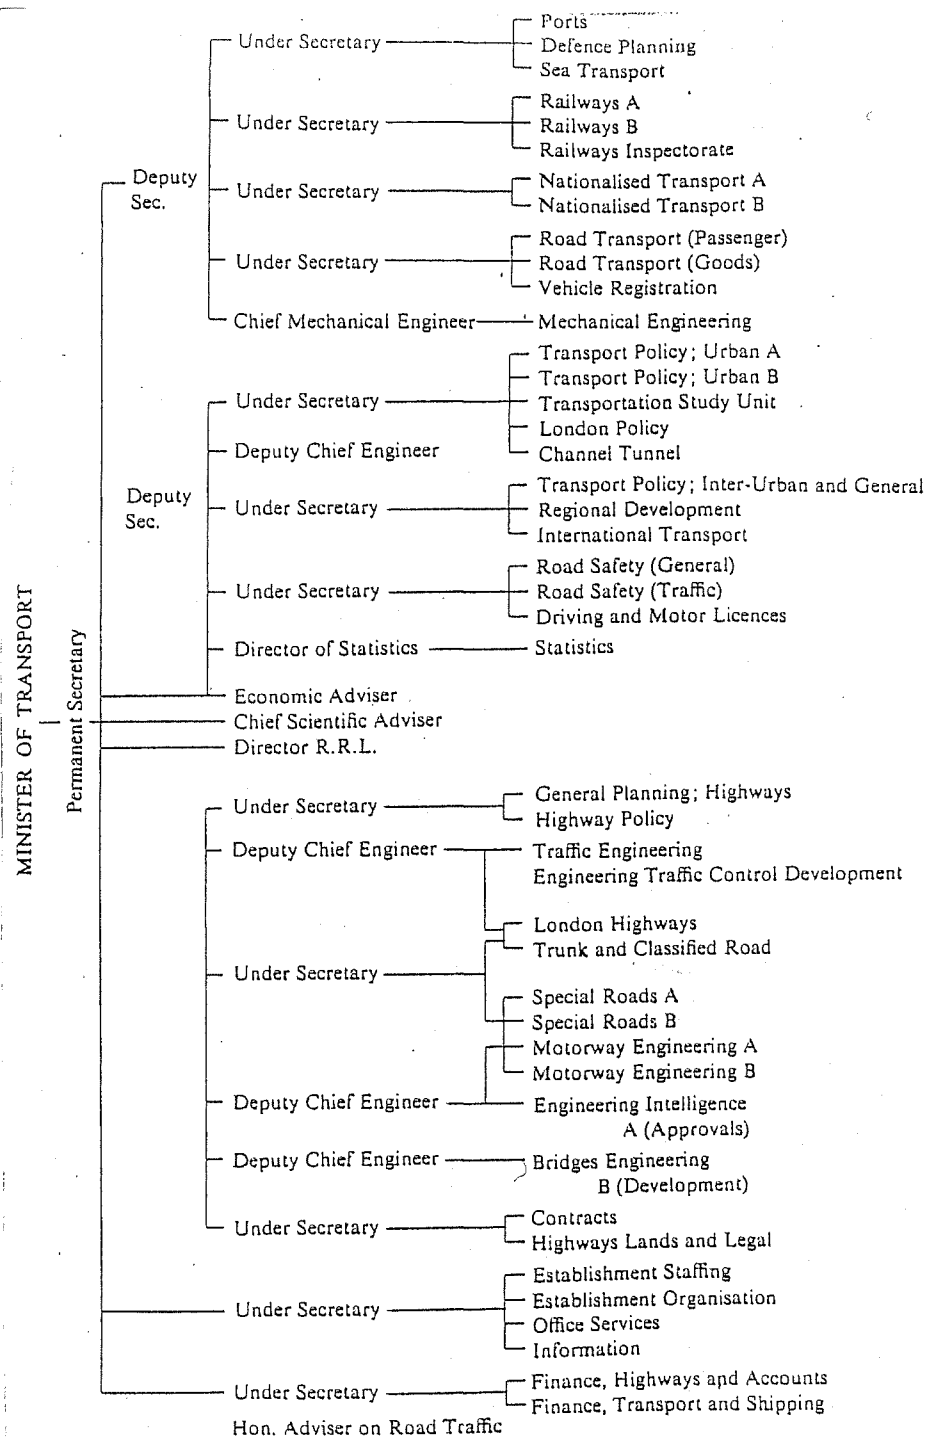 MINISTER OF TRANSPORT
Permanent Secretary
Deputy
Sec.
Under Secretary
Ports
Defence Planning
Sea Transport
Under Secretary
Railways A
Railways B
Railways Inspectorate
Under Secretary
Nationalised Transport A
Nationalised Transport B
Under Secretary
Road Transport (Passenger)
Road Transport (Goods)
Vehicle Registration
Chief Mechanical Engineer
Mechanical Engineering
Deputy
Sec.
Under Secretary
Transport Policy; Urban A
Transport Policy; Urban B
Transportation Study Unit
London Policy
Channel Tunnel
Deputy Chief Engineer
Under Secretary
Transport Policy; Inter-Urban and General
Regional Development
International Transport
Under Secretary
Road Safety (General)
Road Safety (Traffic)
Driving and Motor Licences
Director of Statistics
Statistics
Economic Adviser
Chief Scientific Adviser
Director R.R.L.
Under Secretary
General Planning; Highways
Highway Policy
Deputy Chief Engineer
Traffic Engineering
Engineering Traffic Control Development
London Highways
Trunk and Classified Road
Under Secretary
Special Roads A
Special Roads B
Motorway Engineering A
Motorway Engineering B
Deputy Chief Engineer
Engineering Intelligence
A (Approvals)
Deputy Chief Engineer
Bridges Engineering
B (Development)
Under Secretary
Contracts
Highways Lands and Legal
Under Secretary
Establishment Staffing
Establishment Organisation
Office Services
Information
Under Secretary
Finance, Highways and Accounts
Finance, Transport and Shipping
Hon. Adviser on Road Traffic